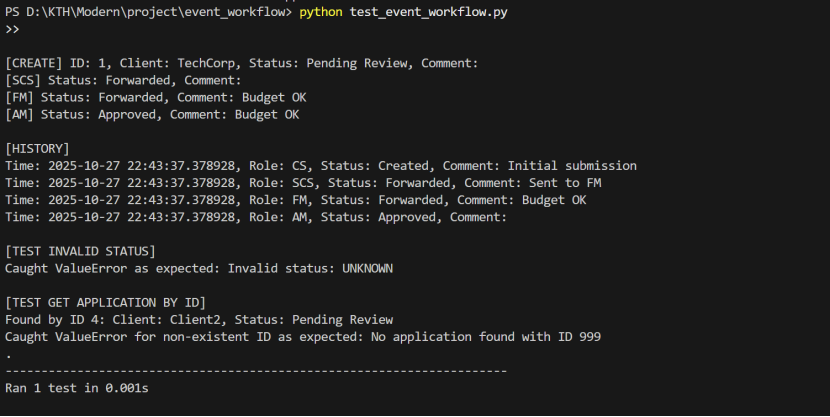 PS D:\KTH\Modern\project\event_workflow> python test_event_workflow.py
>>
[CREATE] ID: 1, Client: TechCorp, Status: Pending Review, Comment:
[SCS] Status: Forwarded, Comment:
[FM] Status: Forwarded, Comment: Budget OK
[AM] Status: Approved, Comment: Budget OK
[HISTORY]
Time: 2025-10-27 22:43:37.378928, Role: CS, Status: Created, Comment: Initial submission
Time: 2025-10-27 22:43:37.378928, Role: SCS, Status: Forwarded, Comment: Sent to FM
Time: 2025-10-27 22:43:37.378928, Role: FM, Status: Forwarded, Comment: Budget OK
Time: 2025-10-27 22:43:37.378928, Role: AM, Status: Approved, Comment:
[TEST INVALID STATUS]
Caught ValueError as expected: Invalid status: UNKNOWN
[TEST GET APPLICATION BY ID]
Found by ID 4: Client: Client2, Status: Pending Review
Caught ValueError for non-existent ID as expected: No application found with ID 999
.
----------------------------------------------------------------------
Ran 1 test in 0.001s